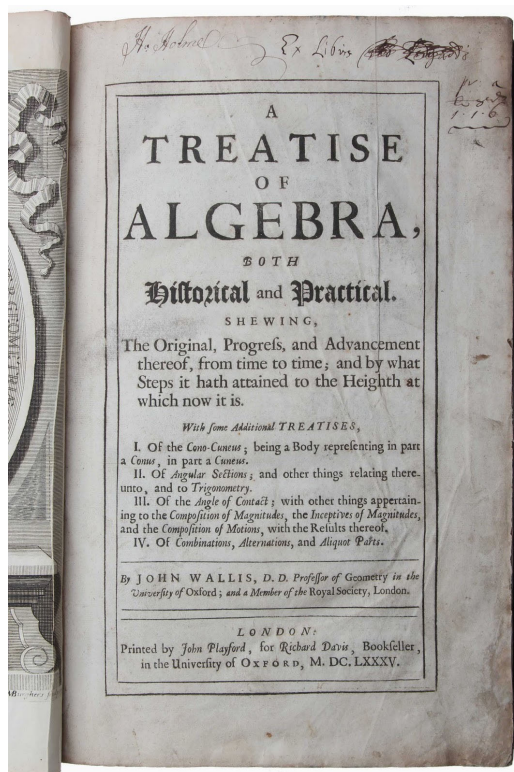 Ex Libris
1.1.6
A
TREATISE
OF
ALGEBRA,
BOTH
Hiſtorical and Practical.
SHEWING,
The Original, Progreſs, and Advancement
thereof, from time to time; and by what
Steps it hath attained to the Heighth at
which now it is.
With ſome Additional TREATISES,
I. Of the Cono-Cuneus; being a Body repreſenting in part
a Conus, in part a Cuneus.
II. Of Angular Sections; and other things relating there-
unto, and to Trigonometry.
III. Of the Angle of Contact; with other things appertain-
ing to the Compoſition of Magnitudes, the Inceptives of Magnitudes,
and the Compoſition of Motions, with the Reſults thereof.
IV. Of Combinations, Alternations, and Aliquot Parts.
By JOHN WALLIS, D. D. Profeſſor of Geometry in the
Univerſity of Oxford; and a Member of the Royal Society, London.
LONDON:
Printed by John Playford, for Richard Davis, Bookſeller,
in the Univerſity of OXFORD, M. DC. LXXXV.